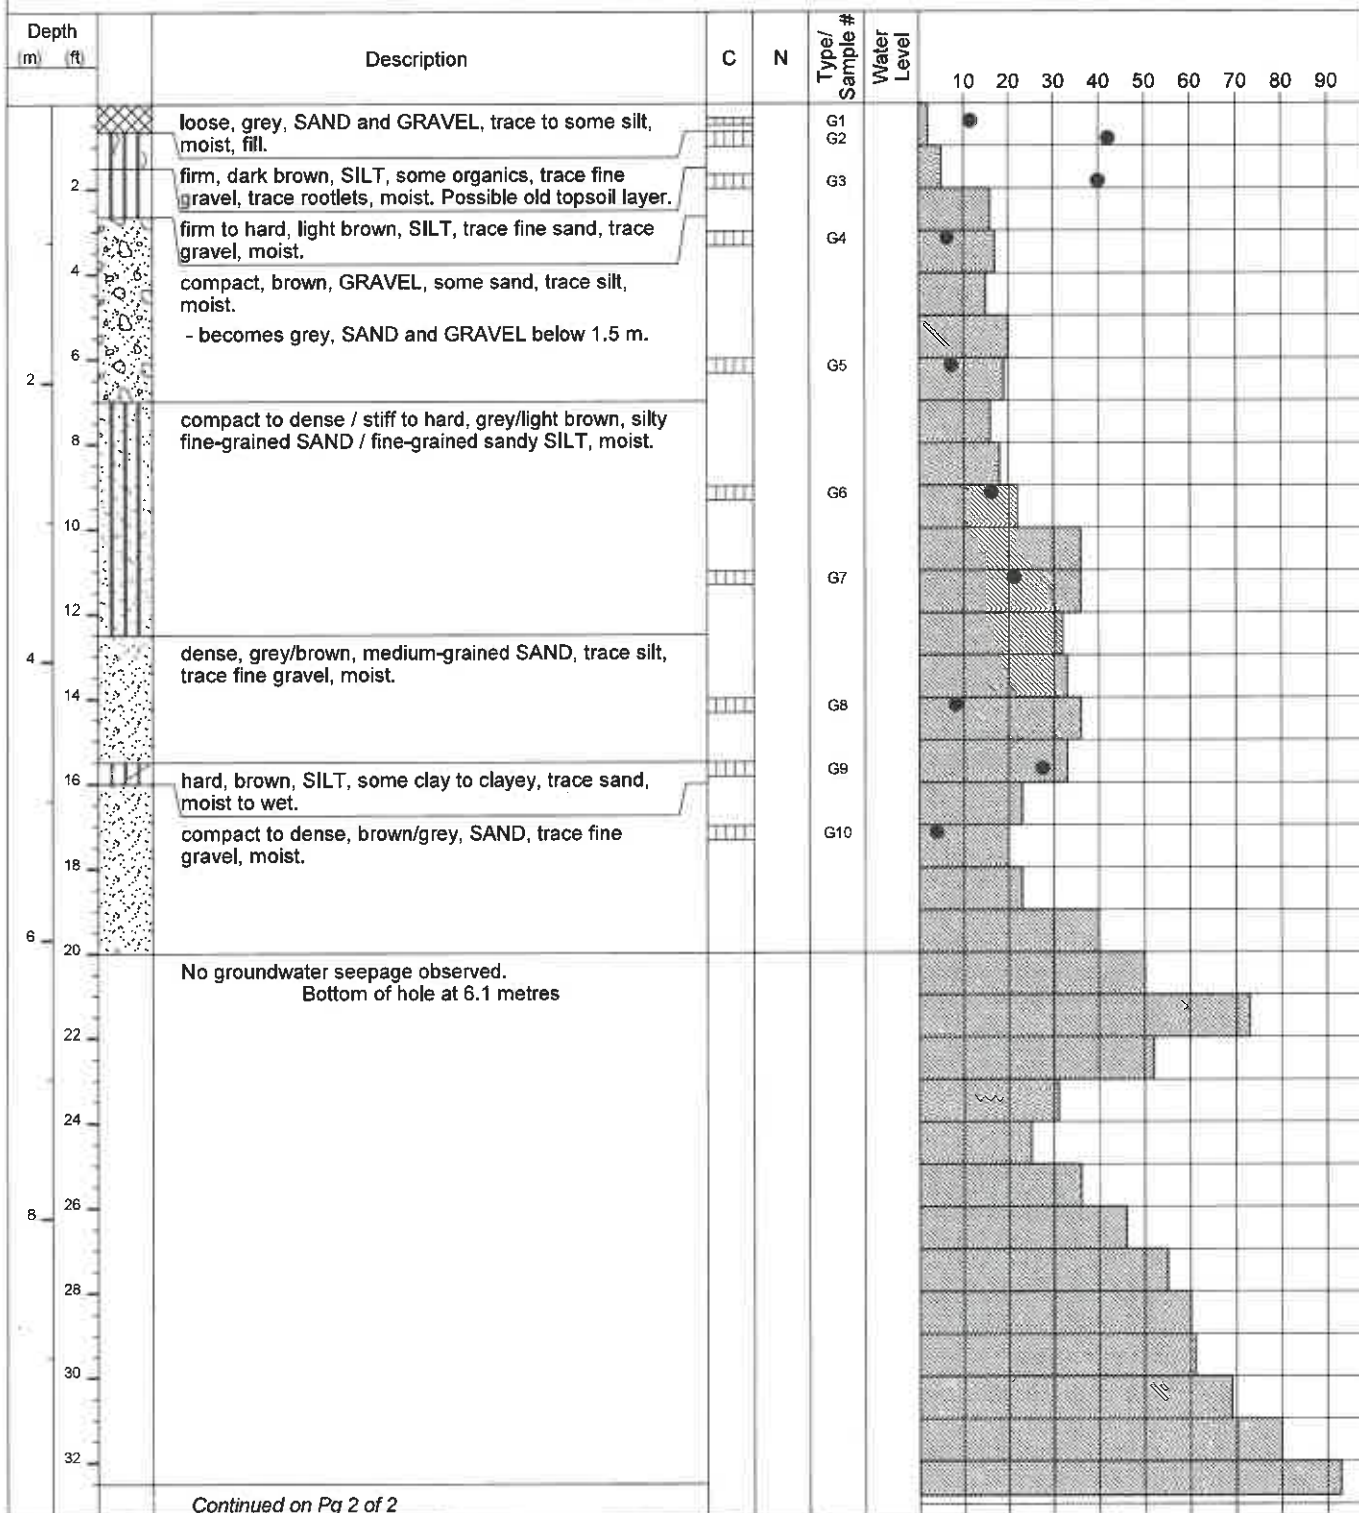 Depth
(m) (ft)
Description
C
N
Type/
Sample #
Water
Level
10 20 30 40 50 60 70 80 90
loose, grey, SAND and GRAVEL, trace to some silt,
moist, fill.
G1
G2
firm, dark brown, SILT, some organics, trace fine
gravel, trace rootlets, moist. Possible old topsoil layer.
2
G3
firm to hard, light brown, SILT, trace fine sand, trace
gravel, moist.
G4
4
compact, brown, GRAVEL, some sand, trace silt,
moist.
- becomes grey, SAND and GRAVEL below 1.5 m.
6
G5
2
compact to dense / stiff to hard, grey/light brown, silty
fine-grained SAND / fine-grained sandy SILT, moist.
8
G6
10
G7
12
dense, grey/brown, medium-grained SAND, trace silt,
trace fine gravel, moist.
4
14
G8
G9
16
hard, brown, SILT, some clay to clayey, trace sand,
moist to wet.
compact to dense, brown/grey, SAND, trace fine
gravel, moist.
G10
18
6
20
No groundwater seepage observed.
Bottom of hole at 6.1 metres
22
24
26
8
28
30
32
Continued on Pg 2 of 2